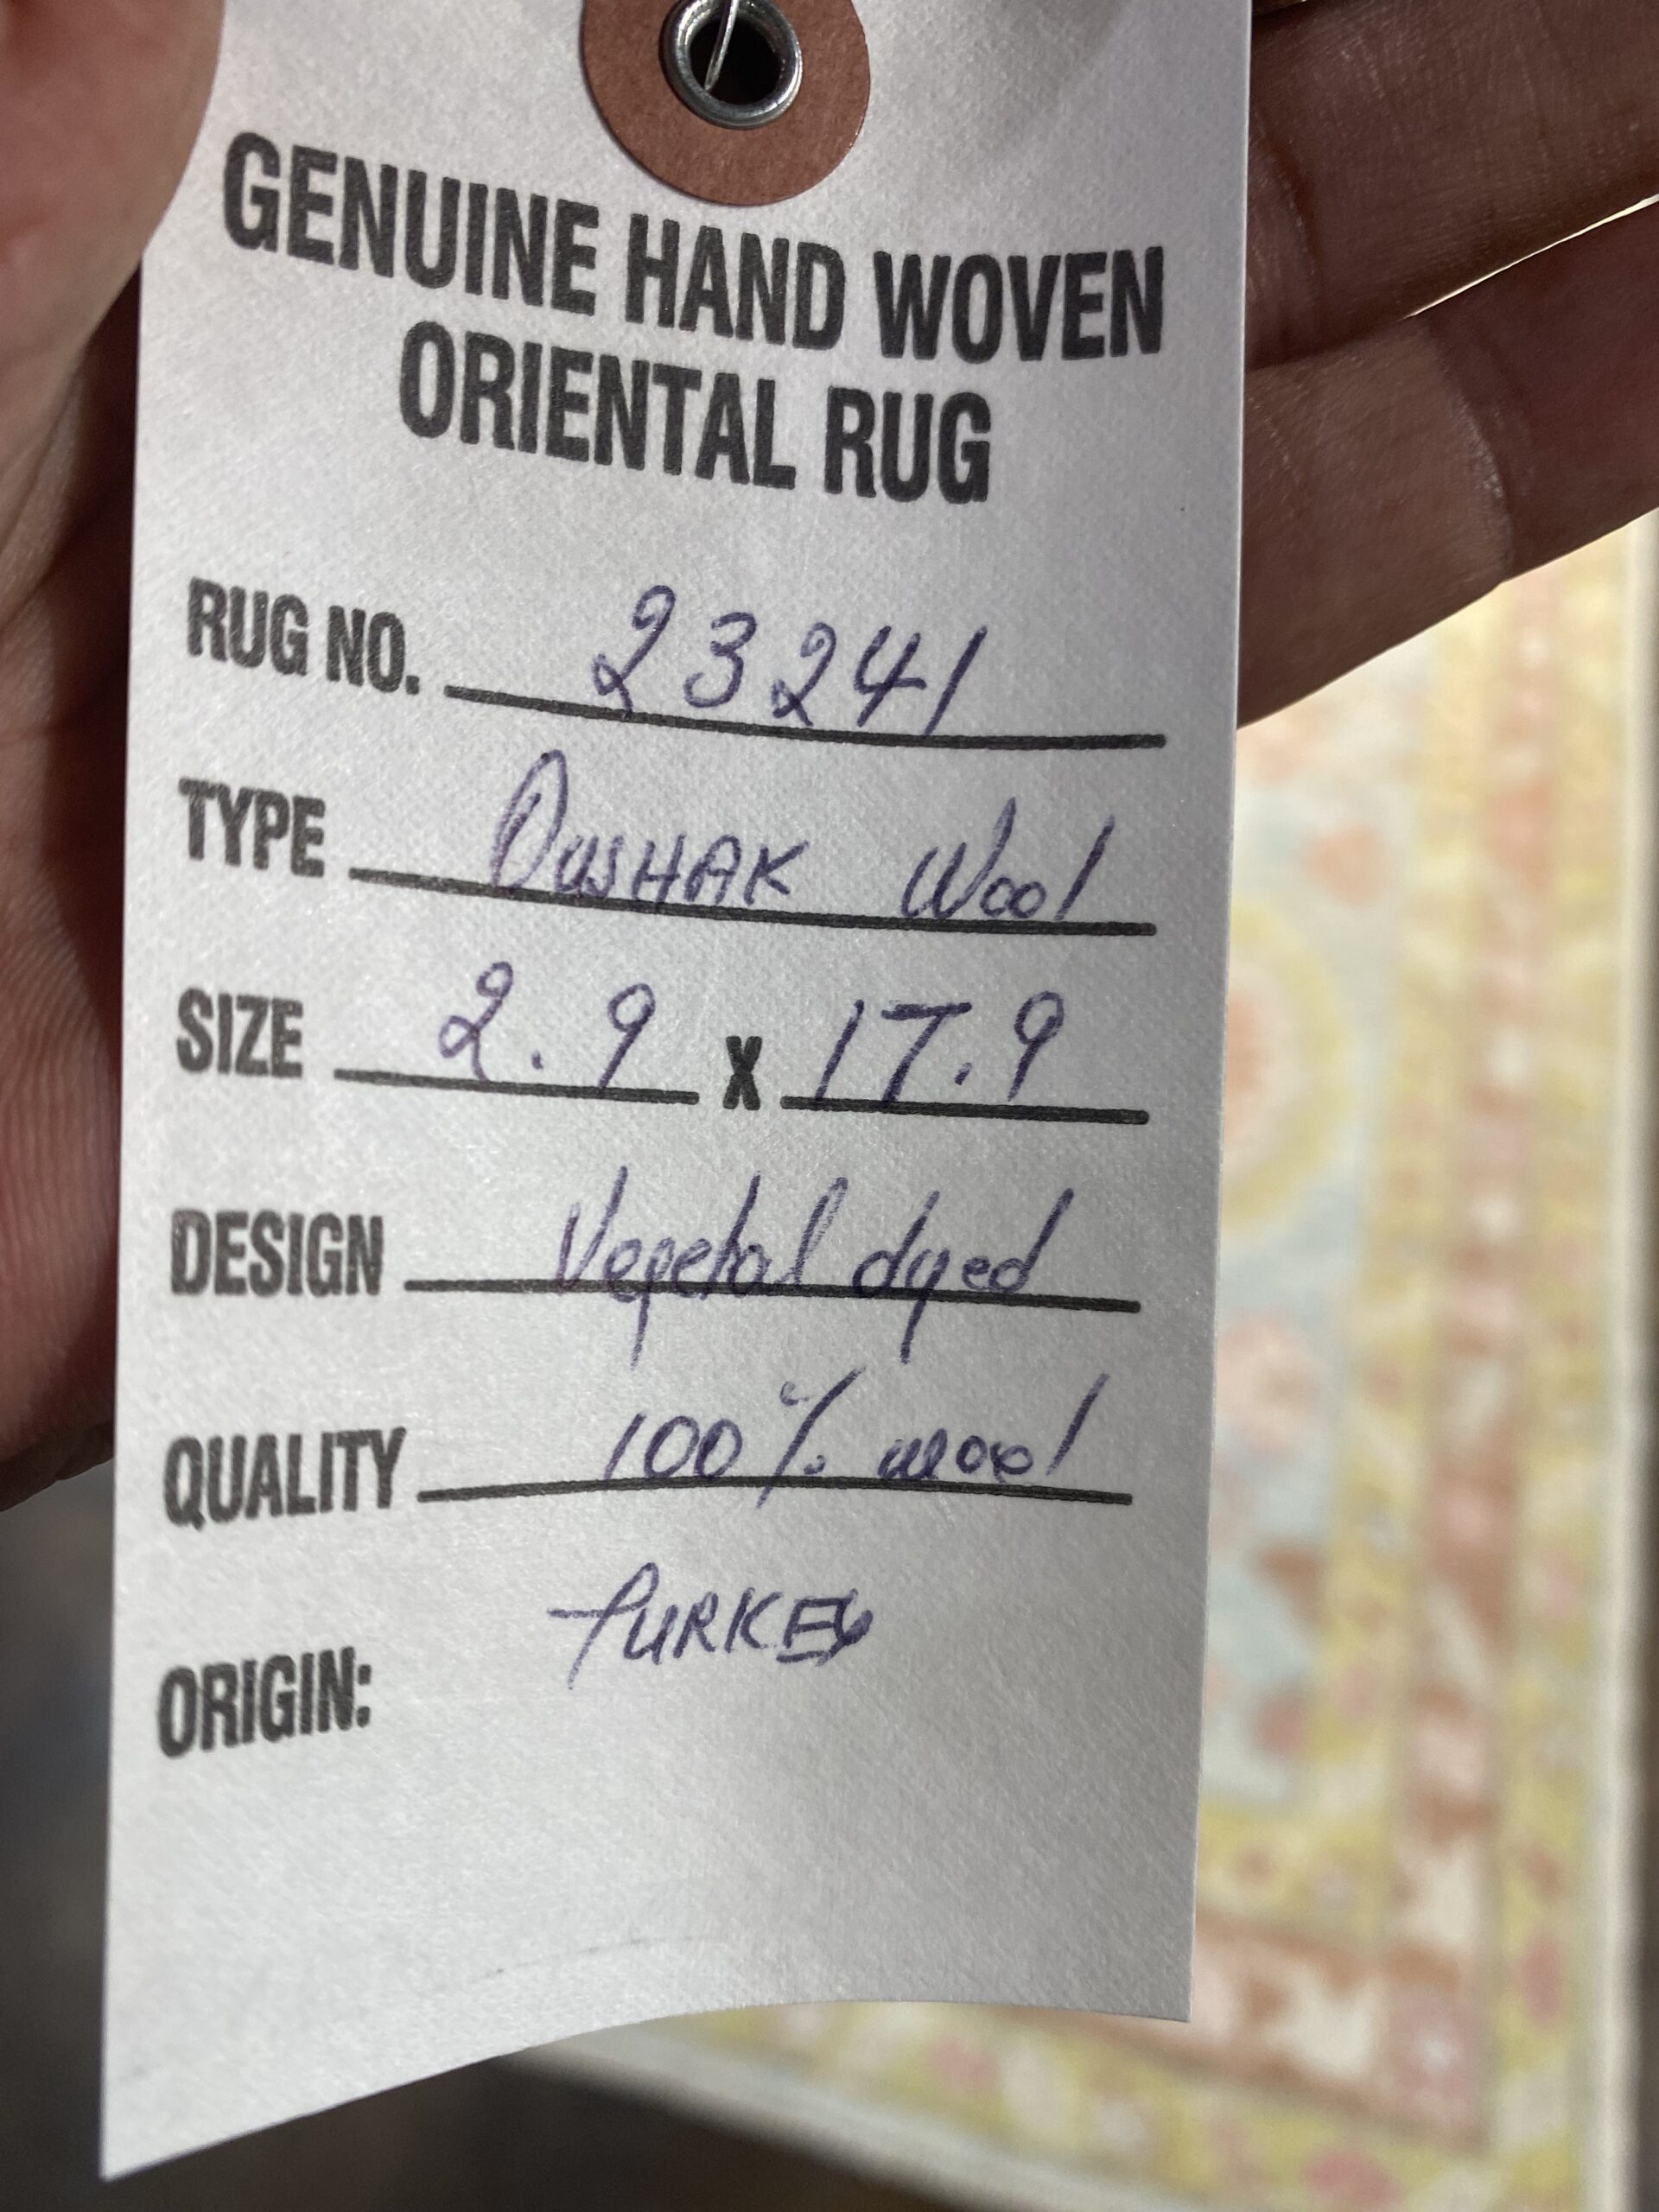 GENUINE HAND WOVEN
ORIENTAL RUG
RUG NO. 23241
TYPE OUSHAK Wool
SIZE 2.9 X 17.9
DESIGN Vegetal dyed
QUALITY 100% wool
ORIGIN: TURKEY